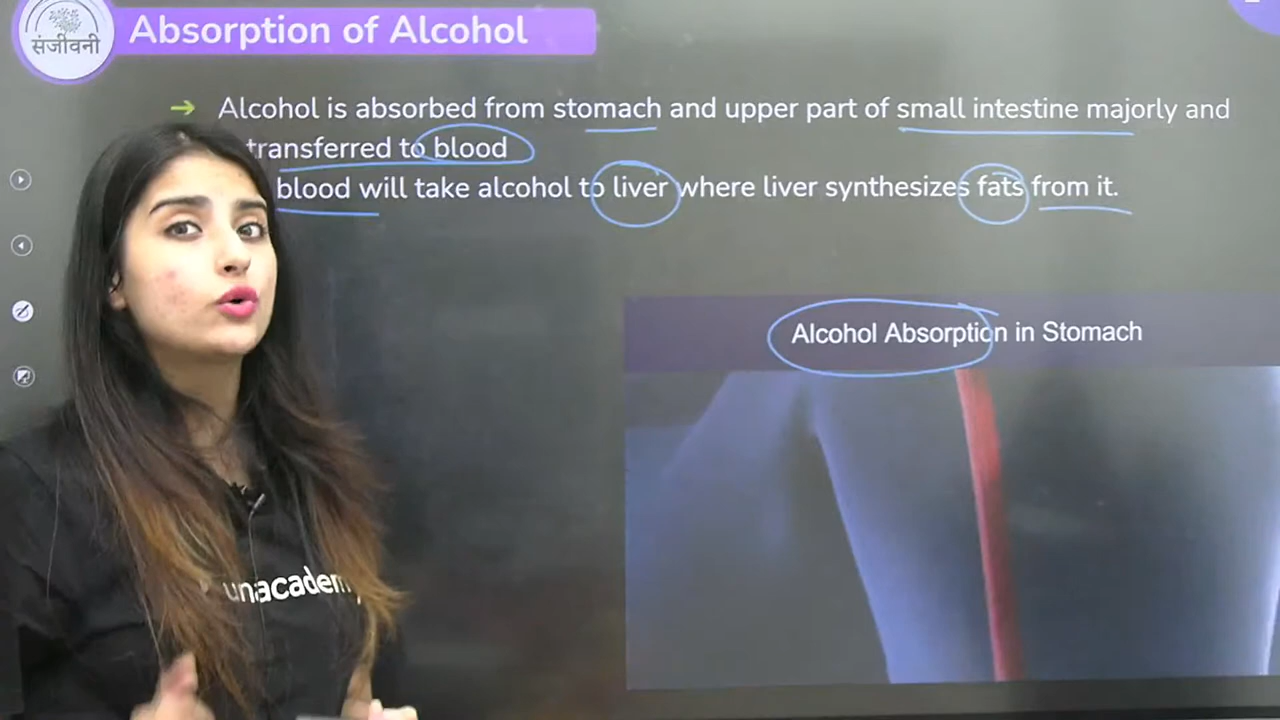 संजीवनी
Absorption of Alcohol
Alcohol is absorbed from stomach and upper part of small intestine majorly and
transferred to blood
blood will take alcohol to liver where liver synthesizes fats from it.
Alcohol Absorption in Stomach
unacademy